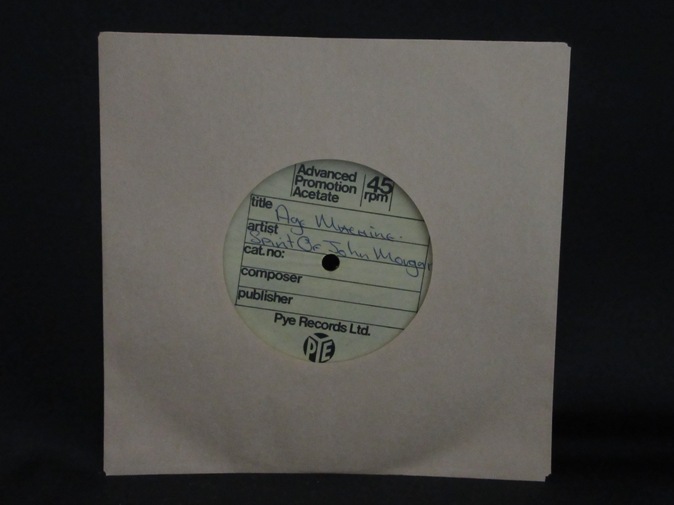 Advanced
Promotion
Acetate
45
rpm
title Age Machine.
artist Spirit Of John Morgan
cat.no:
composer
publisher
Pye Records Ltd.
PYE